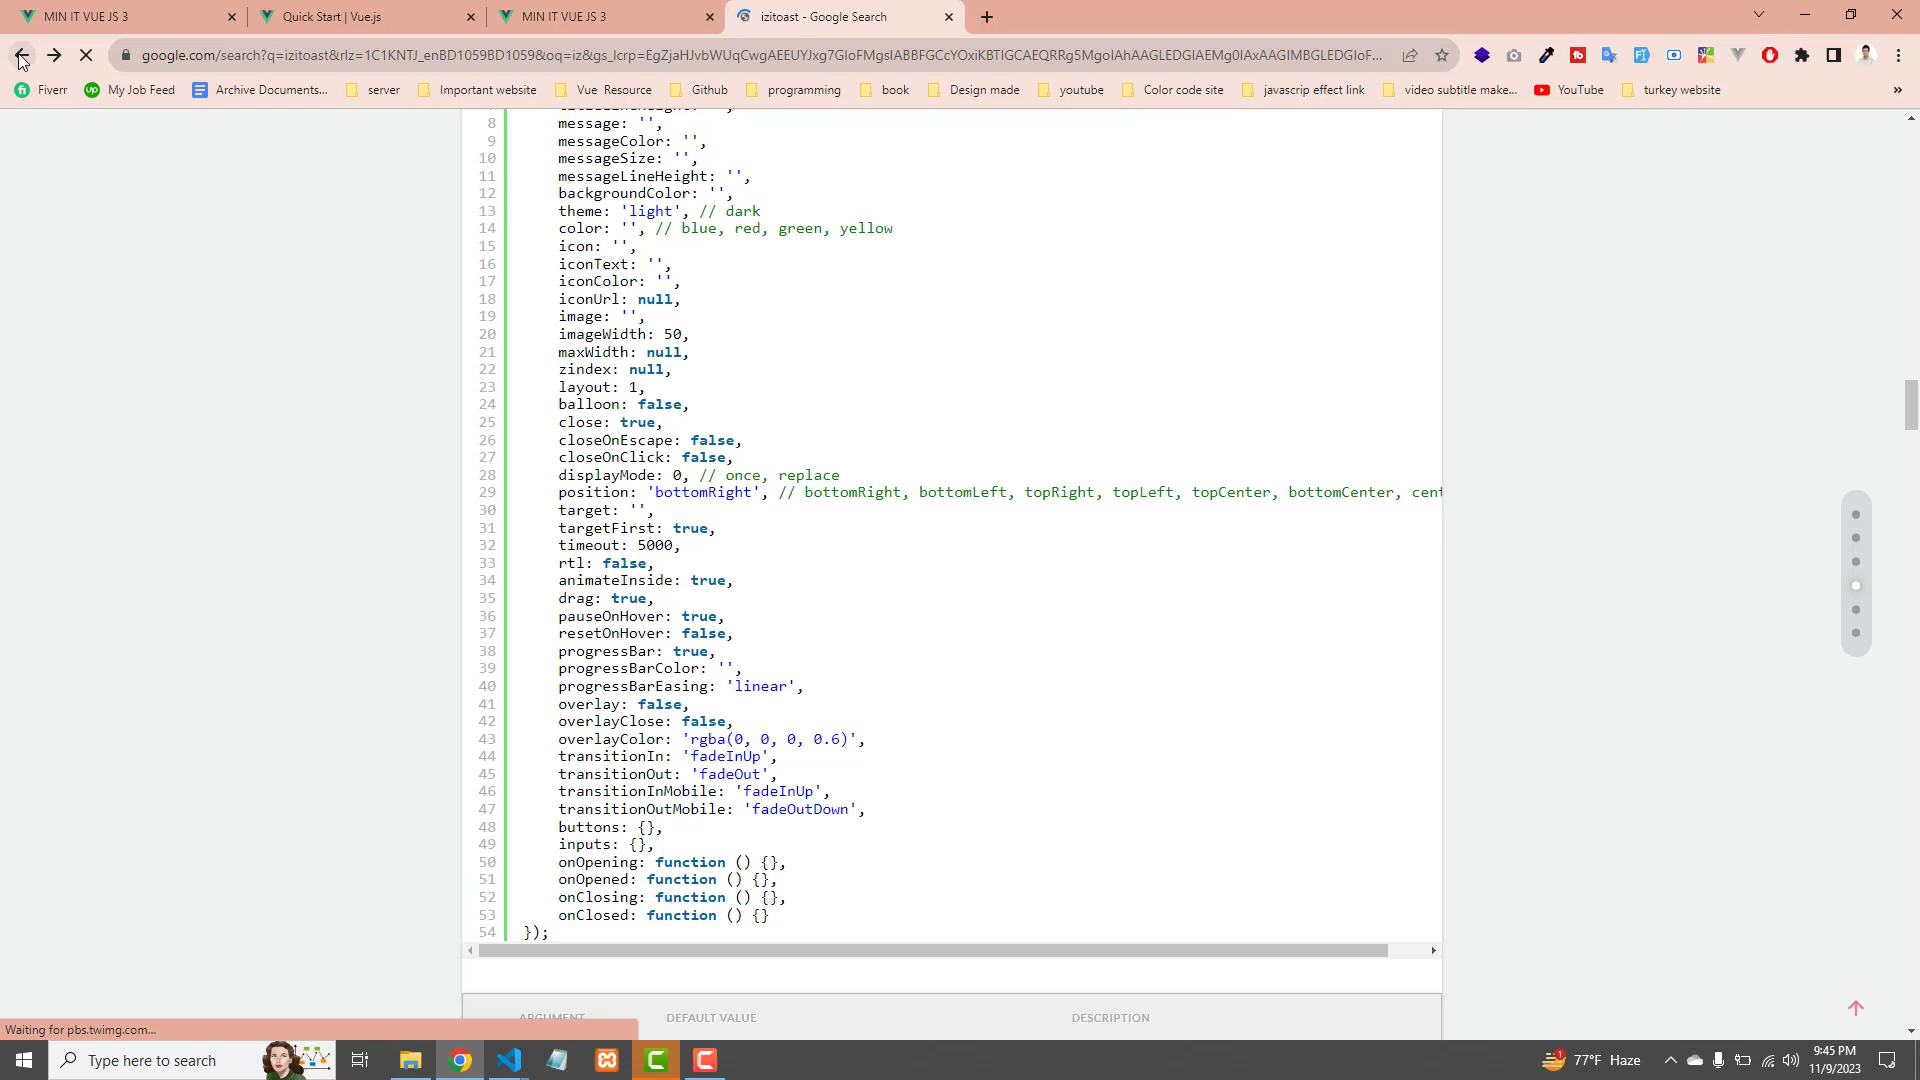 MIN IT VUE JS 3
Quick Start | Vue.js
MIN IT VUE JS 3
izitoast - Google Search
google.com/search?q=izitoast&rlz=1C1KNTJ_enBD1059BD1059&oq=iz&gs_lcrp=EgZjaHJvbWUqCwgAEEUYJxg7GIoFMgsIABBFGCcYOxiKBTIGCAEQRRg5MgoIAhAAGLEDGIAEMg0IAxAAGIMBGLEDGIoF...
Fiverr
My Job Feed
Archive Documents...
server
Important website
Vue Resource
Github
programming
book
Design made
youtube
Color code site
javascrip effect link
video subtitle make...
YouTube
turkey website
»
8 message: '',
9 messageColor: '',
10 messageSize: '',
11 messageLineHeight: '',
12 backgroundColor: '',
13 theme: 'light', // dark
14 color: '', // blue, red, green, yellow
15 icon: '',
16 iconText: '',
17 iconColor: '',
18 iconUrl: null,
19 image: '',
20 imageWidth: 50,
21 maxWidth: null,
22 zindex: null,
23 layout: 1,
24 balloon: false,
25 close: true,
26 closeOnEscape: false,
27 closeOnClick: false,
28 displayMode: 0, // once, replace
29 position: 'bottomRight', // bottomRight, bottomLeft, topRight, topLeft, topCenter, bottomCenter, cent
30 target: '',
31 targetFirst: true,
32 timeout: 5000,
33 rtl: false,
34 animateInside: true,
35 drag: true,
36 pauseOnHover: true,
37 resetOnHover: false,
38 progressBar: true,
39 progressBarColor: '',
40 progressBarEasing: 'linear',
41 overlay: false,
42 overlayClose: false,
43 overlayColor: 'rgba(0, 0, 0, 0.6)',
44 transitionIn: 'fadeInUp',
45 transitionOut: 'fadeOut',
46 transitionInMobile: 'fadeInUp',
47 transitionOutMobile: 'fadeOutDown',
48 buttons: {},
49 inputs: {},
50 onOpening: function () {},
51 onOpened: function () {},
52 onClosing: function () {},
53 onClosed: function () {}
54 });
ARGUMENT DEFAULT VALUE DESCRIPTION
Waiting for pbs.twimg.com...
Type here to search
77°F Haze
9:45 PM
11/9/2023